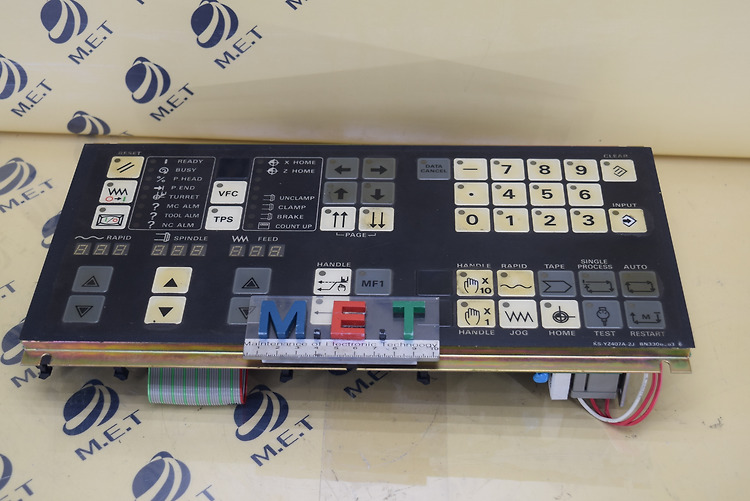 M.E.T
M.E.T
M.E.T
M.E.T
RESET
READY
BUSY
P HEAD
P END
TURRET
MC ALM
TOOL ALM
NC ALM
VFC
TPS
X HOME
Z HOME
UNCLAMP
CLAMP
BRAKE
COUNT UP
PAGE
DATA CANCEL
CLEAR
— 7 8 9
· 4 5 6
0 1 2 3
INPUT
RAPID
SPINDLE
FEED
HANDLE
MF1
HANDLE
RAPID
TAPE
SINGLE PROCESS
AUTO
X 10
X 1
HANDLE
JOG
HOME
TEST
RESTART
M.E.T
Maintenance of Electronic Technology
M.E.T
M.E.T
M.E.T